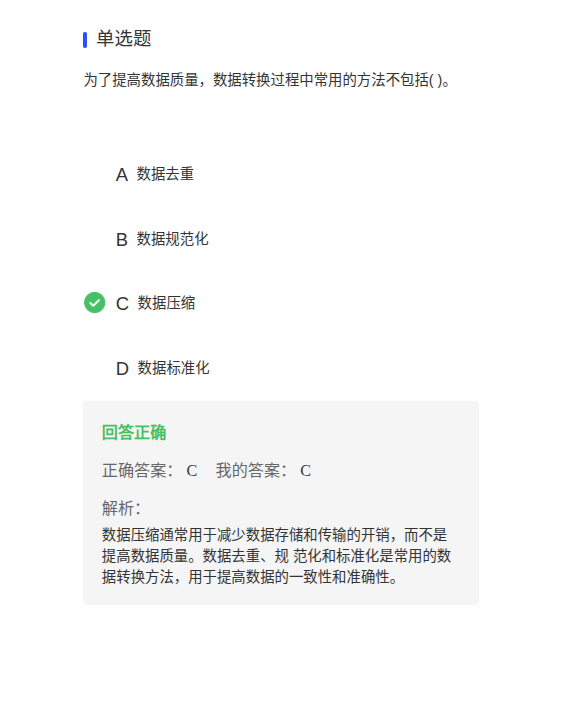 单选题
为了提高数据质量，数据转换过程中常用的方法不包括( )。
A 数据去重
B 数据规范化
C 数据压缩
D 数据标准化
回答正确
正确答案： C 我的答案： C
解析：
数据压缩通常用于减少数据存储和传输的开销，而不是
提高数据质量。数据去重、规 范化和标准化是常用的数
据转换方法，用于提高数据的一致性和准确性。